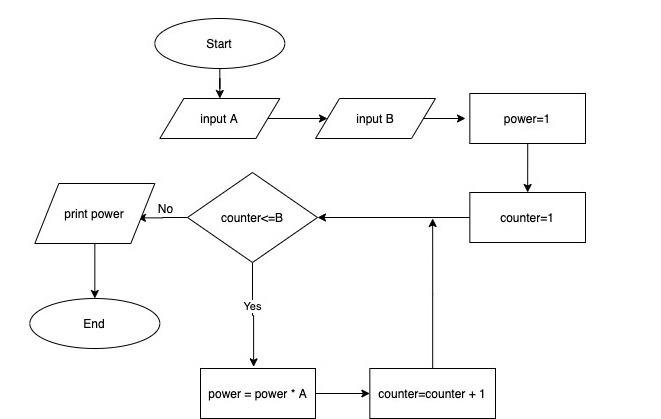 Start
input A
input B
power=1
counter=1
counter<=B
No
print power
End
Yes
power = power * A
counter=counter + 1